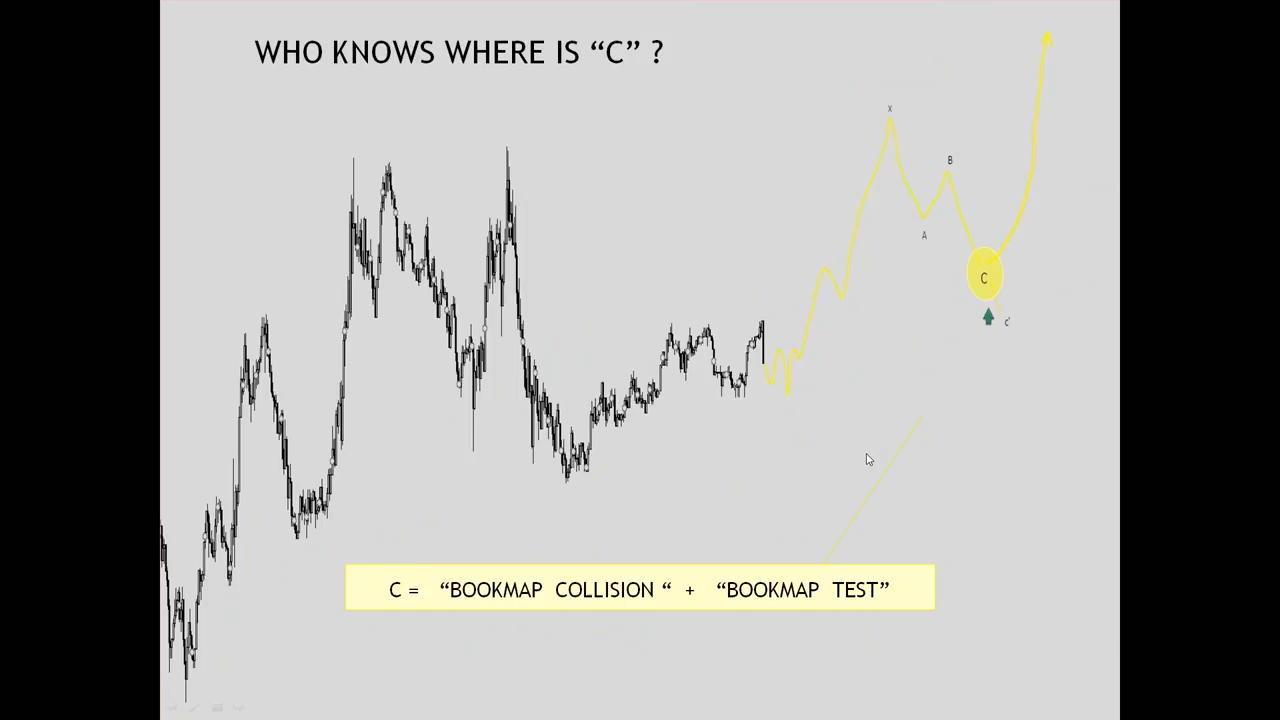 WHO KNOWS WHERE IS “C” ?
x
B
A
C
c'
C = “BOOKMAP COLLISION “ + “BOOKMAP TEST”